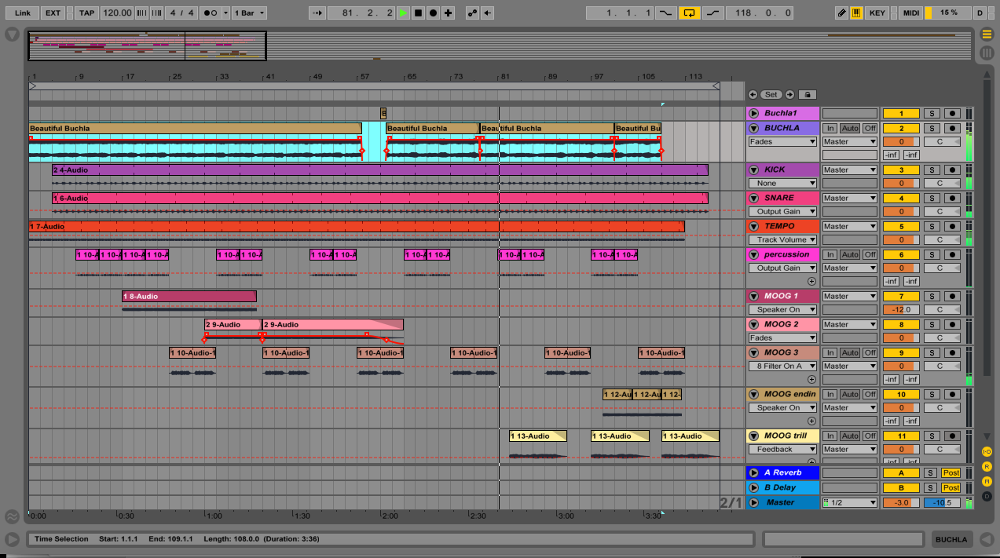 Link EXT TAP 120.00 4 / 4 1 Bar 81. 2. 2 1. 1. 1 118. 0. 0 KEY MIDI 15 % D
1 9 17 25 33 41 49 57 65 73 81 89 97 105 113
Set
B
Buchla1 1 S
Beautiful Buchla Beautiful Buchla Beautiful Buchla Beautiful Bu BUCHLA In Auto Off 2 S
Fades Master 0 C
-inf -inf
2 4-Audio KICK Master 3 S
None 0 C
1 6-Audio SNARE Master 4 S
Output Gain 0 C
1 7-Audio TEMPO Master 5 S
Track Volume 0 C
1 10-A 1 10-A 1 10-A 1 10-A 1 10-A 1 10-A 1 10-A 1 10-A 1 10-A 1 10-A 1 10-A 1 10-A 1 10-A 1 10-A percussion In Auto Off 6 S
Output Gain Master 0 C
-inf -inf
1 8-Audio MOOG 1 Master 7 S
Speaker On -12.0 C
2 9-Audio 2 9-Audio MOOG 2 Master 8 S
Fades 0 C
1 10-Audio-1 1 10-Audio-1 1 10-Audio-1 1 10-Audio-1 1 10-Audio-1 1 10-Audio-1 MOOG 3 In Auto Off 9 S
8 Filter On A Master 0 C
-inf -inf
1 12-Au 1 12-Au 1 12- MOOG endin In Auto Off 10 S
Speaker On Master 0 C
-inf -inf
1 13-Audio 1 13-Audio 1 13-Audio MOOG trill In Auto Off 11 S
Feedback Master 0 C
-inf -inf
I·O
R
M
D
A Reverb A S Post
B Delay B S Post
2/1 Master 1/2 -3.0 -10.5
0:00 0:30 1:00 1:30 2:00 2:30 3:00 3:30
Time Selection Start: 1.1.1 End: 109.1.1 Length: 108.0.0 (Duration: 3:36) BUCHLA